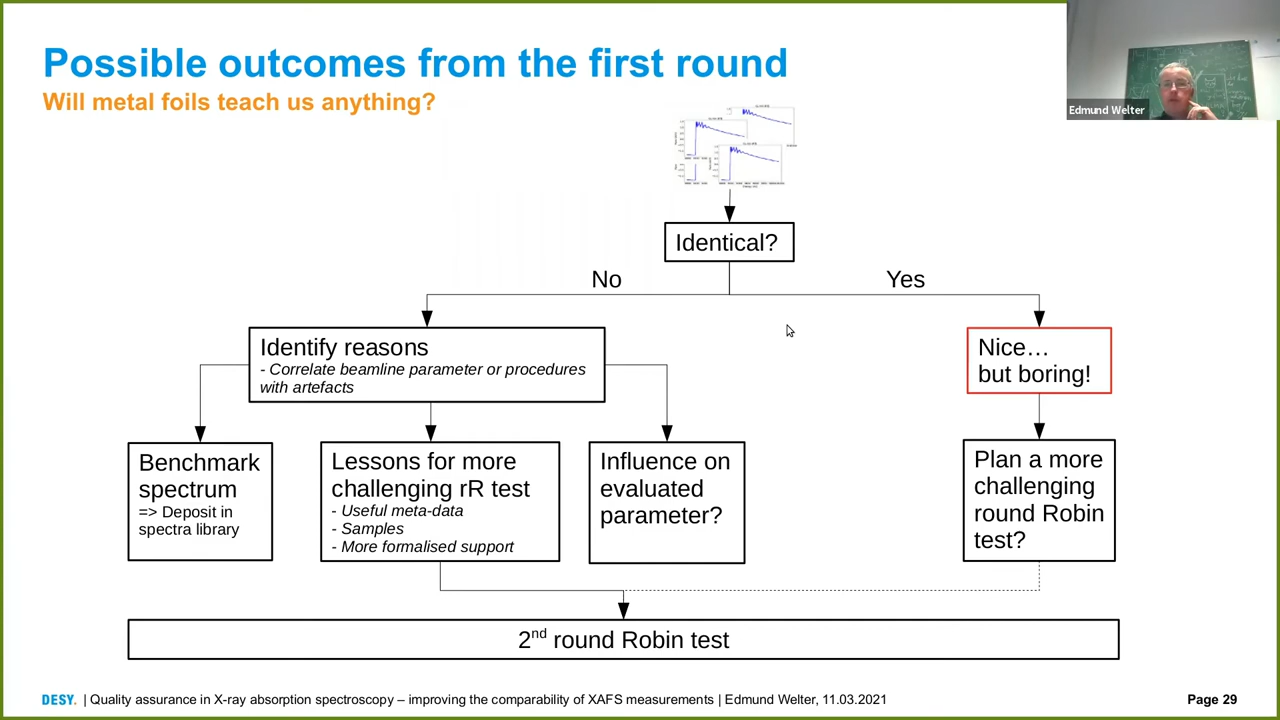 Possible outcomes from the first round
Will metal foils teach us anything?
Edmund Welter
Identical?
No
Yes
Identify reasons
- Correlate beamline parameter or procedures
with artefacts
Nice…
but boring!
Benchmark
spectrum
=> Deposit in
spectra library
Lessons for more
challenging rR test
- Useful meta-data
- Samples
- More formalised support
Influence on
evaluated
parameter?
Plan a more
challenging
round Robin
test?
2nd round Robin test
DESY. | Quality assurance in X-ray absorption spectroscopy – improving the comparability of XAFS measurements | Edmund Welter, 11.03.2021
Page 29